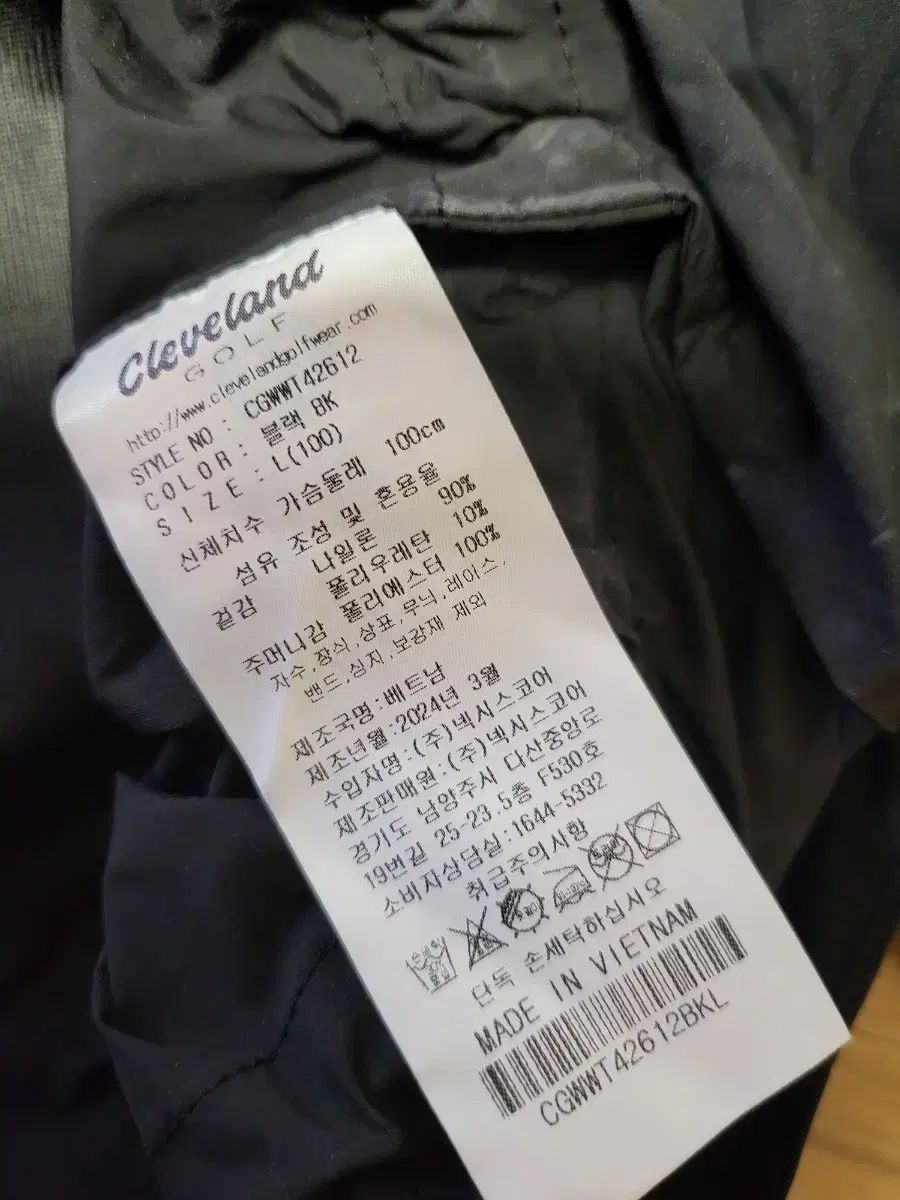 Cleveland
GOLF
http://www.clevelandgolfwear.com
STYLE NO : CGWWT42612
COLOR : 블랙 BK
SIZE : L(100)
신체치수 가슴둘레 100cm
섬유 조성 및 혼용율
겉감 나일론 90%
폴리우레탄 10%
주머니감 폴리에스터 100%
자수,장식,상표,무늬,레이스,
밴드,심지,보강재 제외
제조국명:베트남
제조년월:2024년 3월
수입자명:(주)넥시스코어
제조판매원:(주)넥시스코어
경기도 남양주시 다산중앙로
19번길 25-23.5층 F530호
소비자상담실:1644-5332
취급주의사항
단독 손세탁하십시오
MADE IN VIETNAM
CGWWT42612BKL